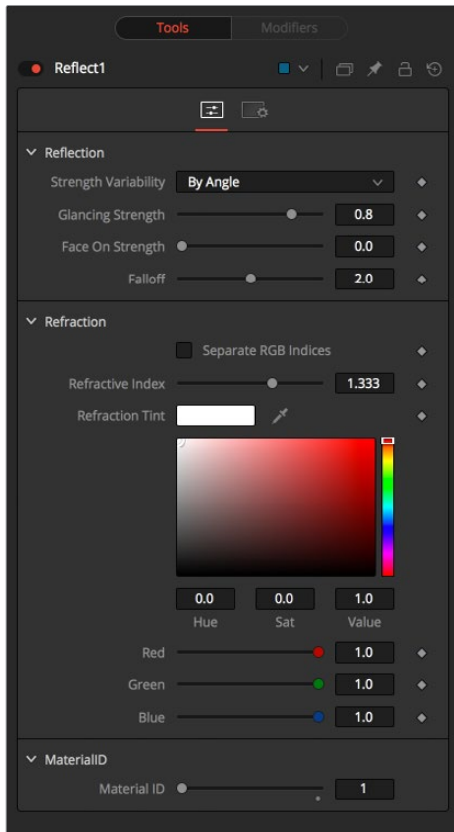 Tools Modifiers
Reflect1
Reflection
Strength Variability By Angle
Glancing Strength 0.8
Face On Strength 0.0
Falloff 2.0
Refraction
Separate RGB Indices
Refractive Index 1.333
Refraction Tint
0.0 0.0 1.0
Hue Sat Value
Red 1.0
Green 1.0
Blue 1.0
MaterialID
Material ID 1